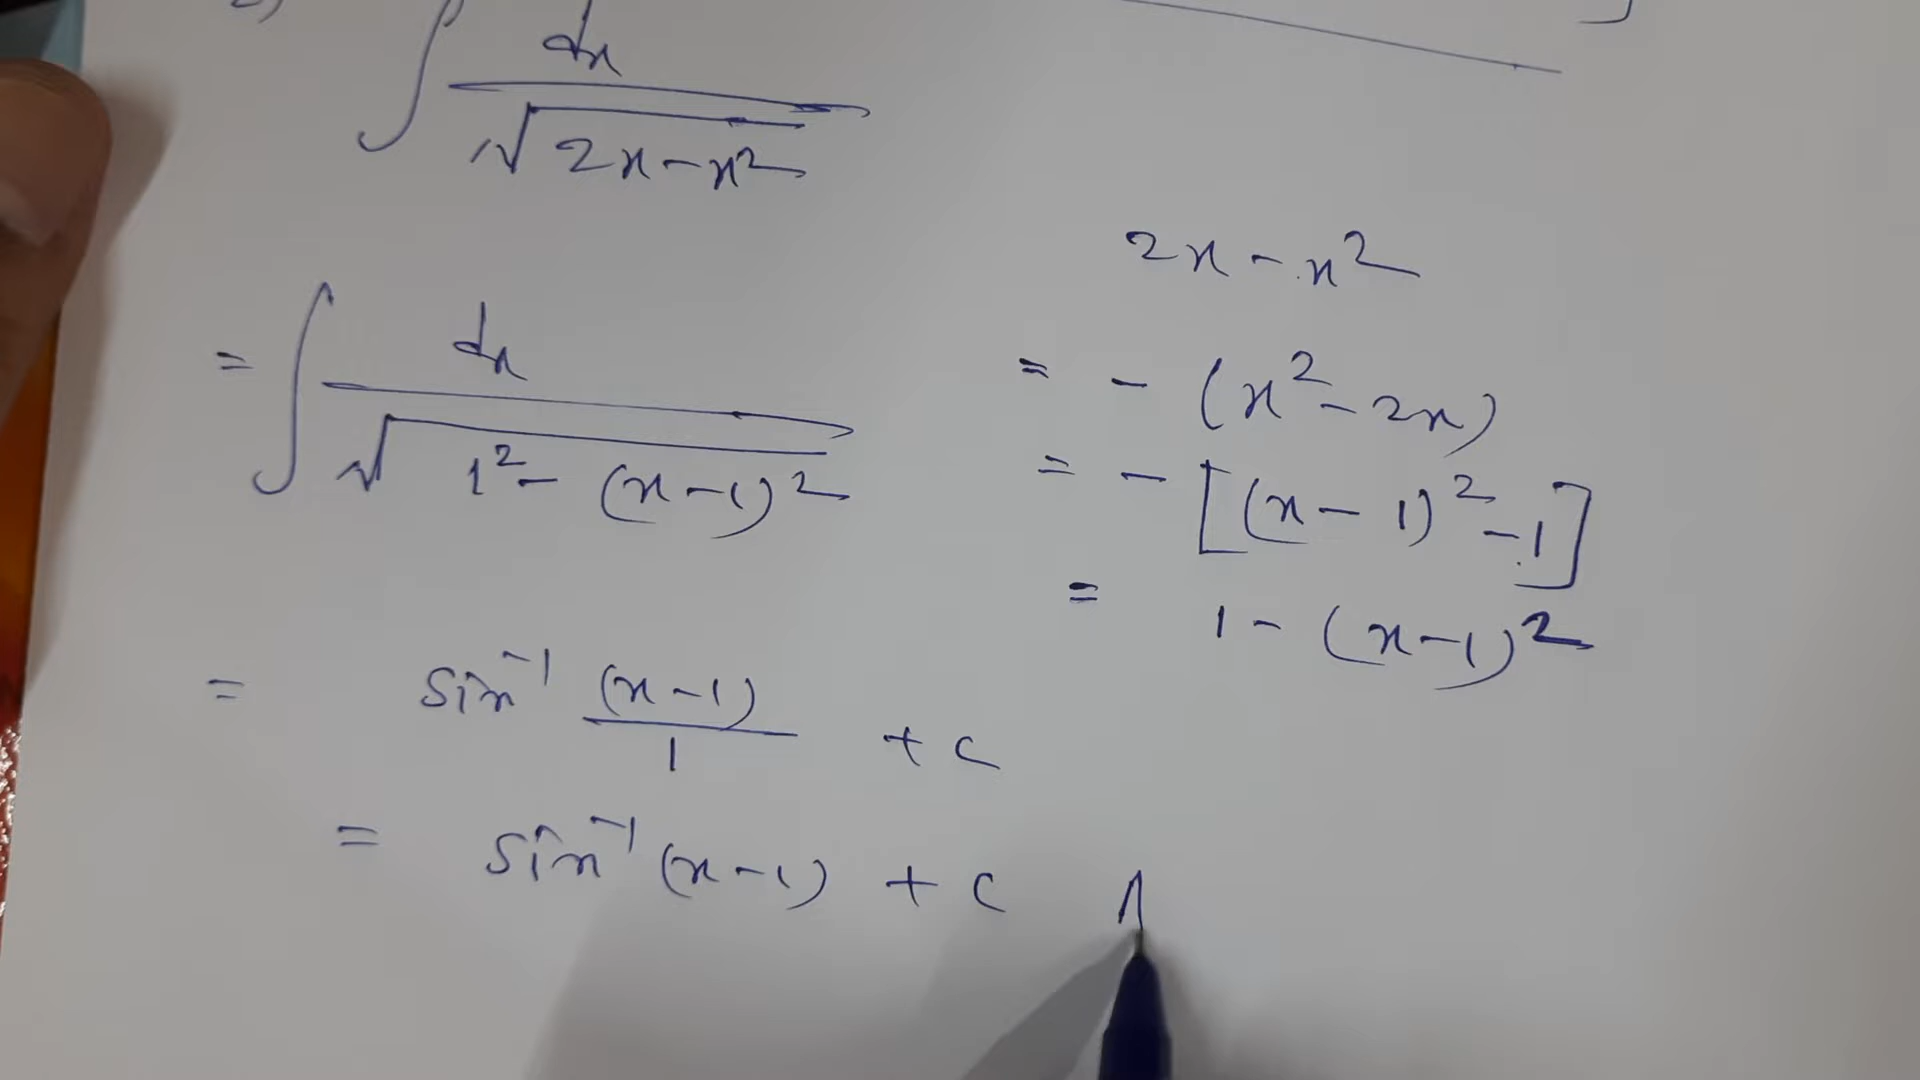 ∫ dx / √(2x-x²)
= ∫ dx / √(1² - (x-1)²)
= sin⁻¹ (x-1)/1 + c
= sin⁻¹ (x-1) + c
2x - x²
= - (x² - 2x)
= - [(x-1)² - 1]
= 1 - (x-1)²